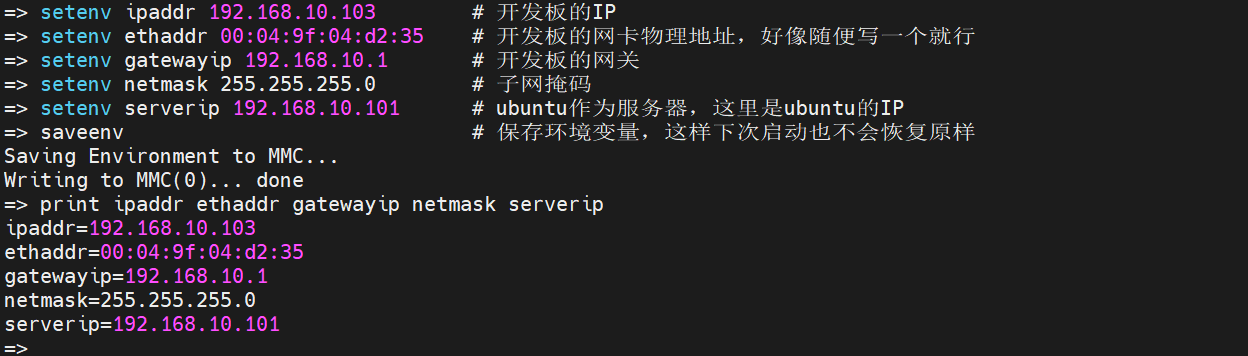 => setenv ipaddr 192.168.10.103        # 开发板的IP
=> setenv ethaddr 00:04:9f:04:d2:35    # 开发板的网卡物理地址，好像随便写一个就行
=> setenv gatewayip 192.168.10.1       # 开发板的网关
=> setenv netmask 255.255.255.0        # 子网掩码
=> setenv serverip 192.168.10.101      # ubuntu作为服务器，这里是ubuntu的IP
=> saveenv                             # 保存环境变量，这样下次启动也不会恢复原样
Saving Environment to MMC...
Writing to MMC(0)... done
=> print ipaddr ethaddr gatewayip netmask serverip
ipaddr=192.168.10.103
ethaddr=00:04:9f:04:d2:35
gatewayip=192.168.10.1
netmask=255.255.255.0
serverip=192.168.10.101
=>